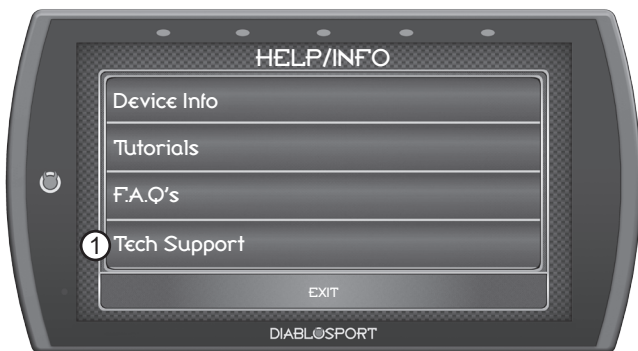 HELP/INFO
Device Info
Tutorials
F.A.Q's
1 Tech Support
EXIT
DIABLOSPORT